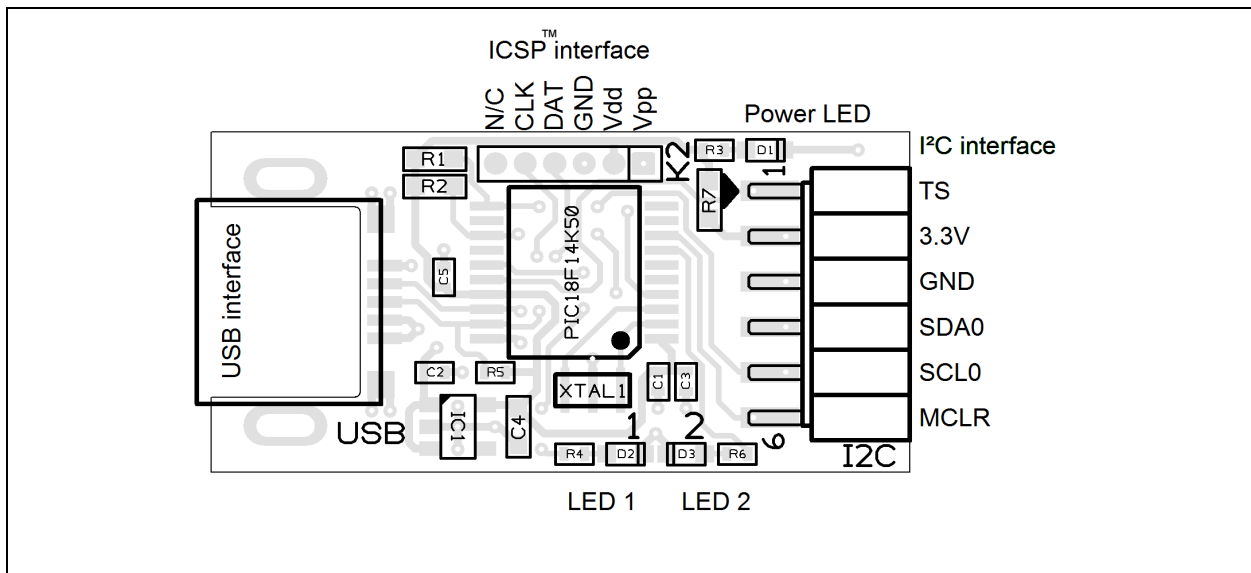 ICSP™ interface
N/C
CLK
DAT
GND
Vdd
Vpp
Power LED
I²C interface
R1
R2
K2
R3
D1
1
R7
TS
3.3V
GND
SDA0
SCL0
MCLR
USB interface
PIC18F14K50
C5
C2
R5
XTAL1
C1
C3
USB
IC1
C4
1
2
6
I2C
R4
D2
D3
R6
LED 1
LED 2